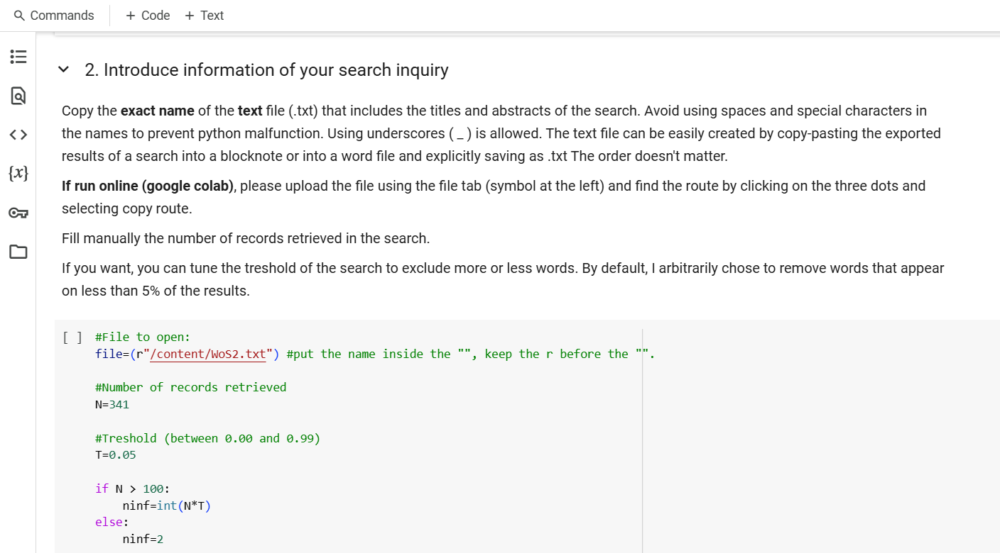 Commands + Code + Text
2. Introduce information of your search inquiry
Copy the exact name of the text file (.txt) that includes the titles and abstracts of the search. Avoid using spaces and special characters in
the names to prevent python malfunction. Using underscores ( _ ) is allowed. The text file can be easily created by copy-pasting the exported
results of a search into a blocknote or into a word file and explicitly saving as .txt The order doesn't matter.
If run online (google colab), please upload the file using the file tab (symbol at the left) and find the route by clicking on the three dots and
selecting copy route.
Fill manually the number of records retrieved in the search.
If you want, you can tune the treshold of the search to exclude more or less words. By default, I arbitrarily chose to remove words that appear
on less than 5% of the results.
[ ] #File to open:
file=(r"/content/WoS2.txt") #put the name inside the "", keep the r before the "".
#Number of records retrieved
N=341
#Treshold (between 0.00 and 0.99)
T=0.05
if N > 100:
    ninf=int(N*T)
else:
    ninf=2